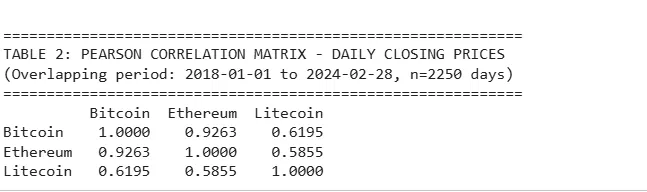 ============================================================
TABLE 2: PEARSON CORRELATION MATRIX - DAILY CLOSING PRICES
(Overlapping period: 2018-01-01 to 2024-02-28, n=2250 days)
============================================================
          Bitcoin  Ethereum  Litecoin
Bitcoin    1.0000    0.9263    0.6195
Ethereum   0.9263    1.0000    0.5855
Litecoin   0.6195    0.5855    1.0000